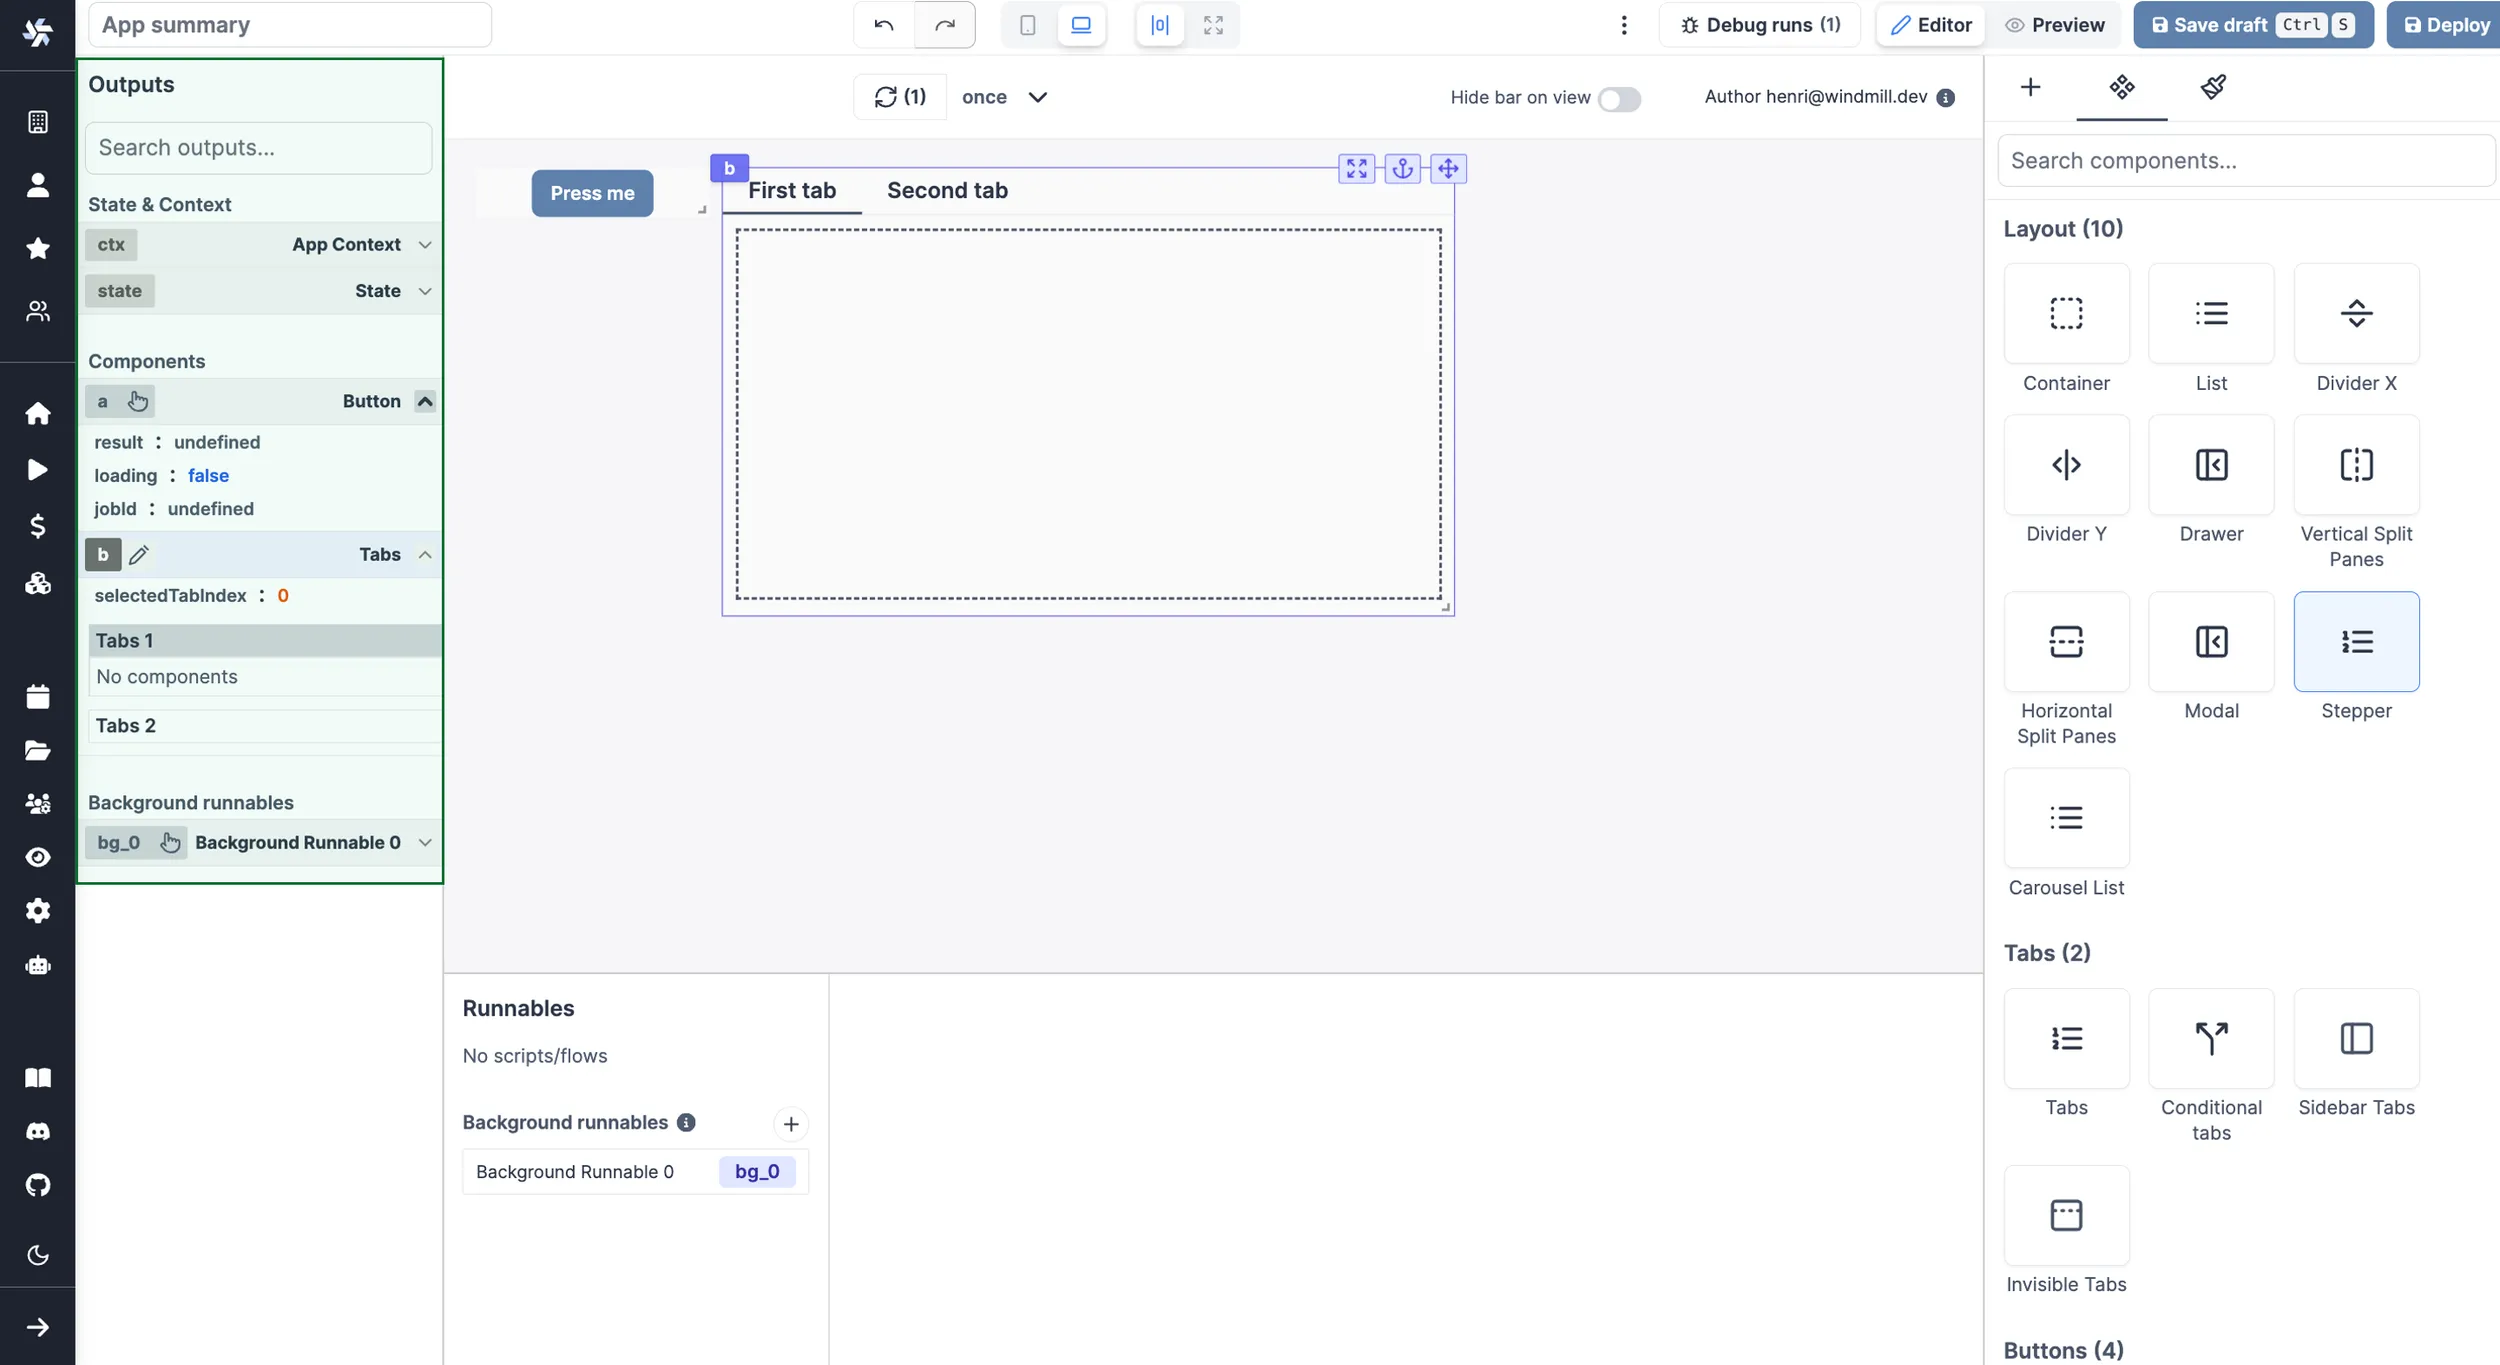 App summary
Debug runs (1)
Editor
Preview
Save draft Ctrl S
Deploy
Outputs
Search outputs...
State & Context
ctx App Context
state State
Components
a Button
result : undefined
loading : false
jobId : undefined
b Tabs
selectedTabIndex : 0
Tabs 1
No components
Tabs 2
Background runnables
bg_0 Background Runnable 0
(1) once
Hide bar on view
Author henri@windmill.dev
Press me
b
First tab Second tab
Runnables
No scripts/flows
Background runnables
Background Runnable 0 bg_0
Search components...
Layout (10)
Container
List
Divider X
Divider Y
Drawer
Vertical Split
Panes
Horizontal
Split Panes
Modal
Stepper
Carousel List
Tabs (2)
Tabs
Conditional
tabs
Sidebar Tabs
Invisible Tabs
Buttons (4)